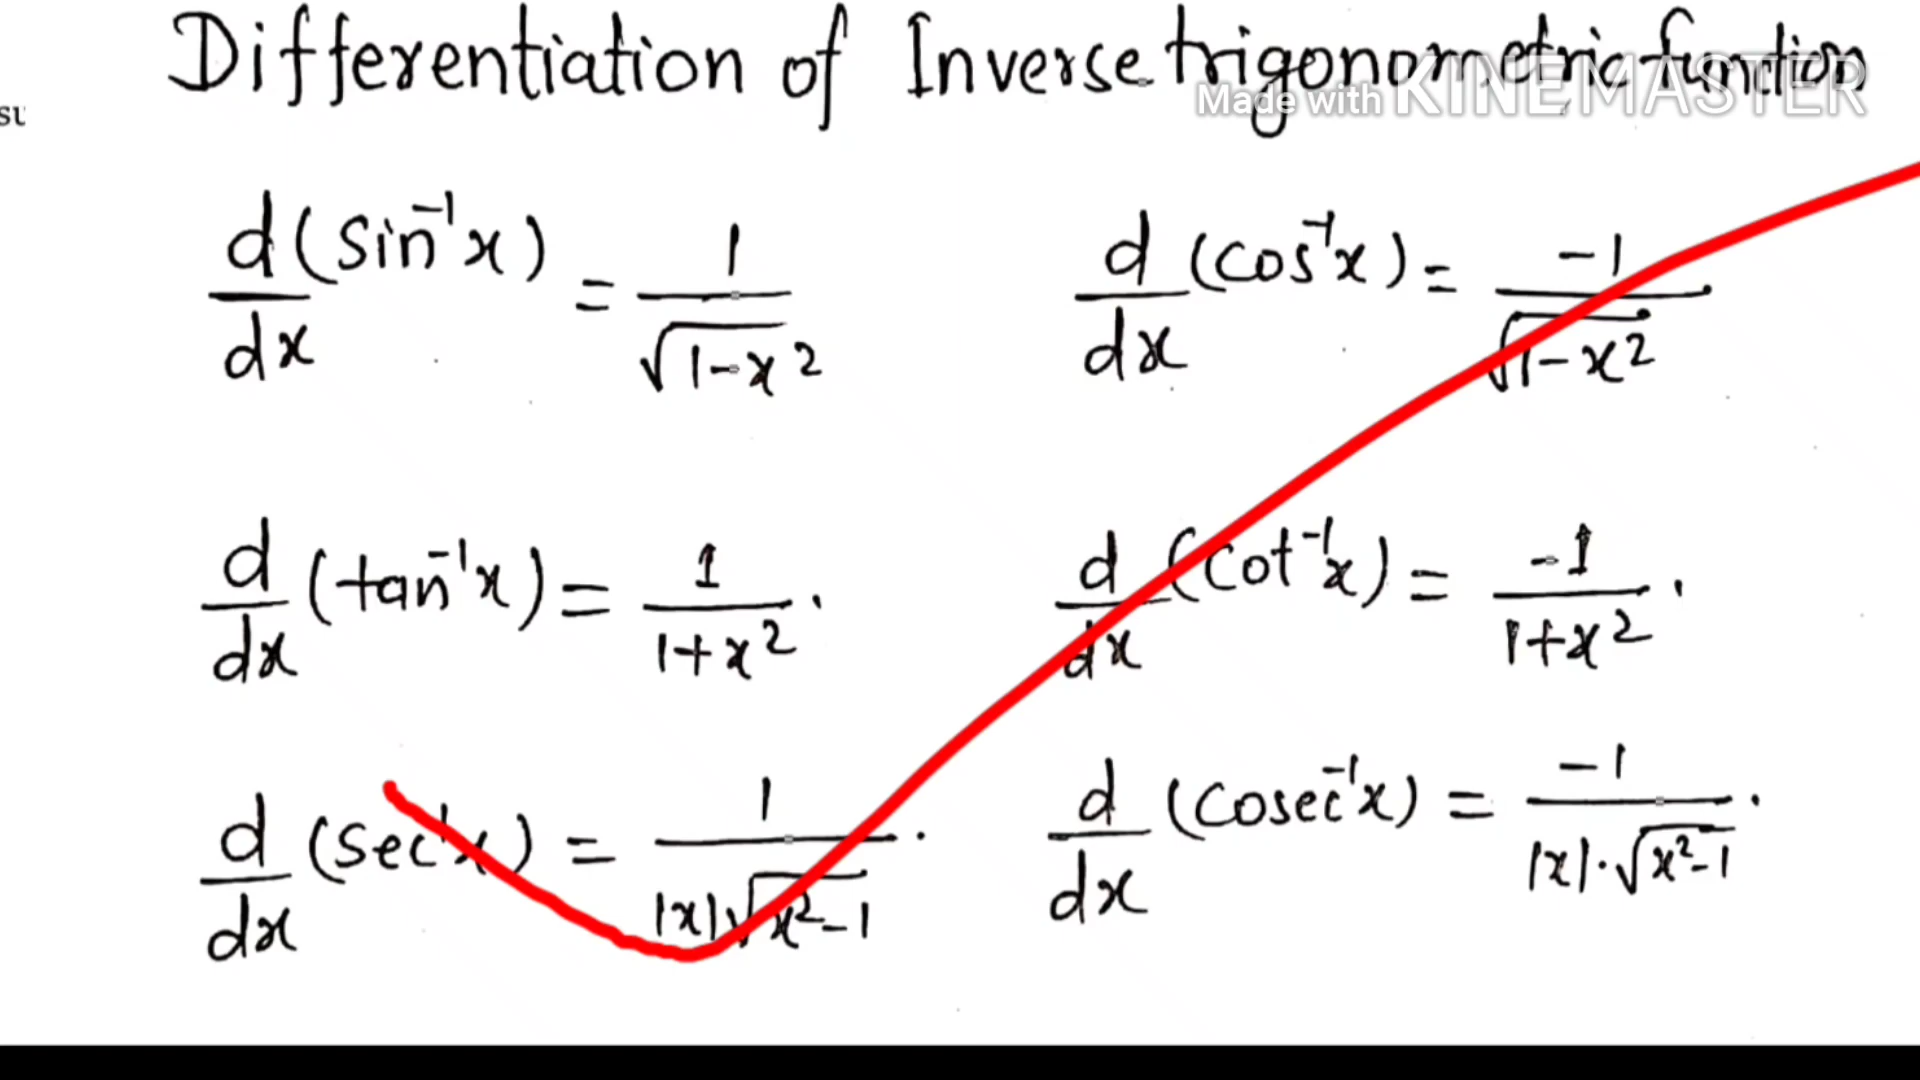 Differentiation of Inverse trigonometric function
Made with KINEMASTER
su
d/dx (sin⁻¹x) = 1/√1-x² d/dx (cos⁻¹x) = -1/√1-x²
d/dx (tan⁻¹x) = 1/1+x². d/dx (cot⁻¹x) = -1/1+x².
d/dx (sec⁻¹x) = 1/|x|√x²-1. d/dx (cosec⁻¹x) = -1/|x|·√x²-1.